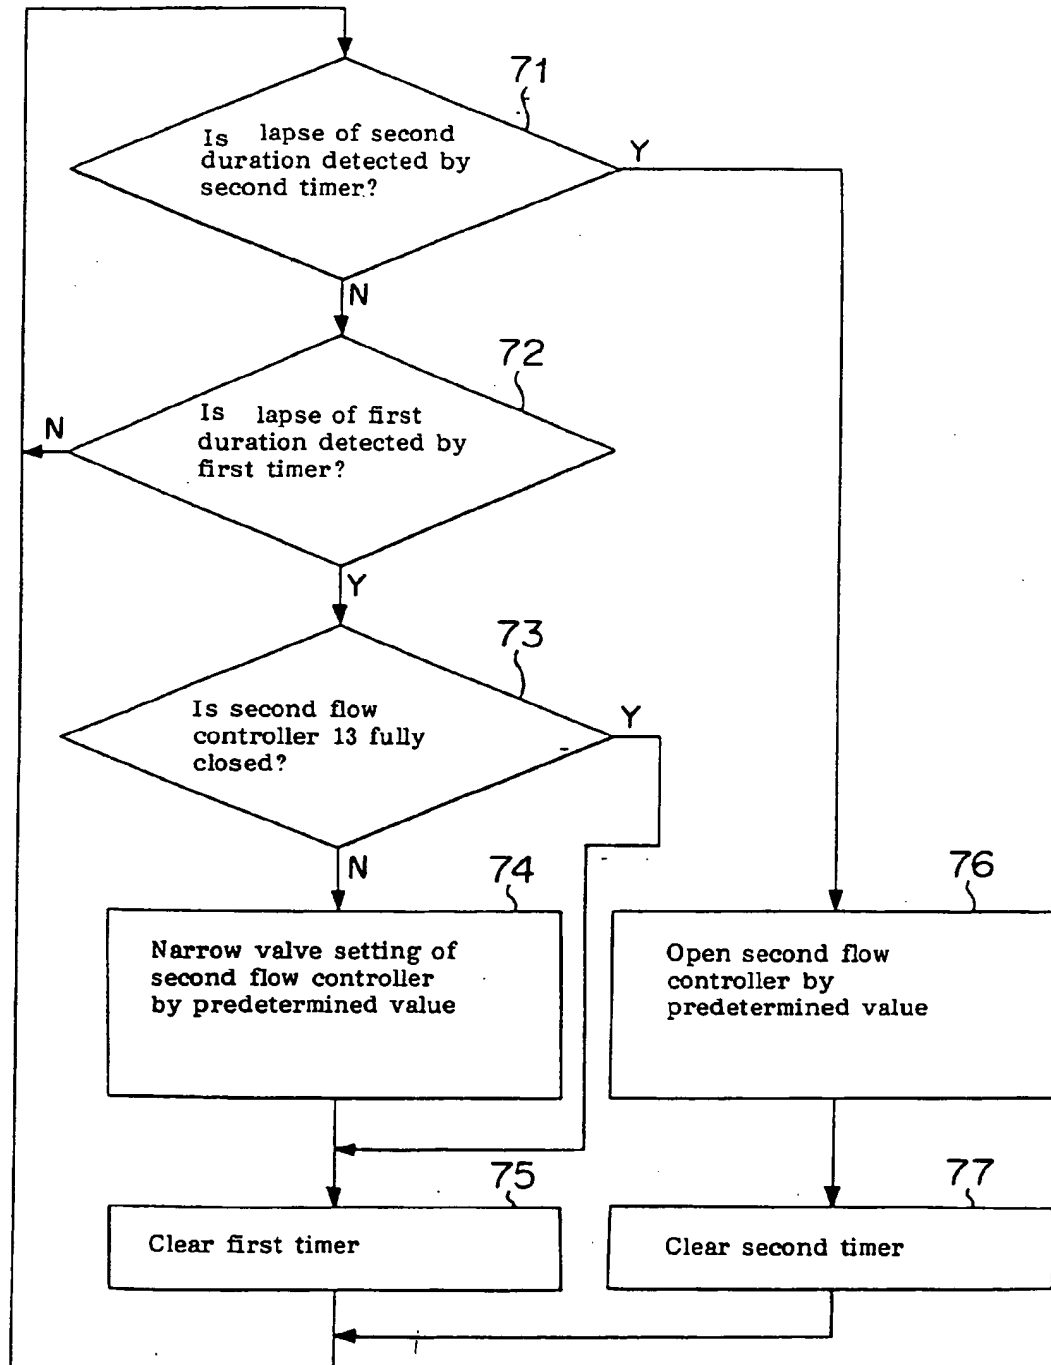 71
Is lapse of second
duration detected by
second timer?
Y
N
72
Is lapse of first
duration detected by
first timer?
N
Y
73
Is second flow
controller 13 fully
closed?
Y
N
74
Narrow valve setting of
second flow controller
by predetermined value
76
Open second flow
controller by
predetermined value
75
Clear first timer
77
Clear second timer